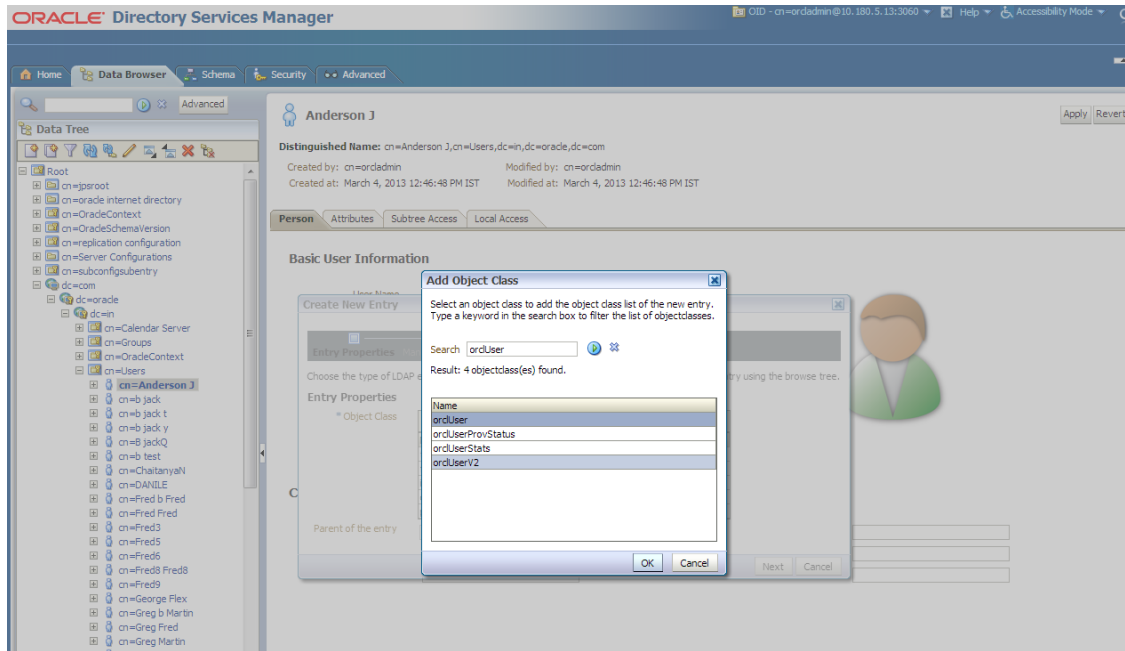 ORACLE Directory Services Manager
OID - cn=orcladmin@10.180.5.13:3060 Help Accessibility Mode
Home Data Browser Schema Security Advanced
Advanced
Data Tree
Root
cn=jpsroot
cn=oracle internet directory
cn=OracleContext
cn=OracleSchemaVersion
cn=replication configuration
cn=Server Configurations
cn=subconfigsubentry
dc=com
dc=oracle
dc=in
cn=Calendar Server
cn=Groups
cn=OracleContext
cn=Users
cn=Anderson J
cn=b jack
cn=b jack t
cn=b jack y
cn=B jackQ
cn=b test
cn=ChaitanyaN
cn=DANILE
cn=Fred b Fred
cn=Fred Fred
cn=Fred3
cn=Fred5
cn=Fred6
cn=Fred8 Fred8
cn=Fred9
cn=George Flex
cn=Greg b Martin
cn=Greg Fred
cn=Greg Martin
Anderson J
Apply Revert
Distinguished Name: cn=Anderson J,cn=Users,dc=in,dc=oracle,dc=com
Created by: cn=orcladmin Modified by: cn=orcladmin
Created at: March 4, 2013 12:46:48 PM IST Modified at: March 4, 2013 12:46:48 PM IST
Person Attributes Subtree Access Local Access
Basic User Information
User Name
Create New Entry
Entry Properties
Choose the type of LDAP e
try using the browse tree.
Entry Properties
* Object Class
Parent of the entry
Next Cancel
C
Add Object Class
Select an object class to add the object class list of the new entry.
Type a keyword in the search box to filter the list of objectclasses.
Search orclUser
Result: 4 objectclass(es) found.
Name
orclUser
orclUserProvStatus
orclUserStats
orclUserV2
OK Cancel